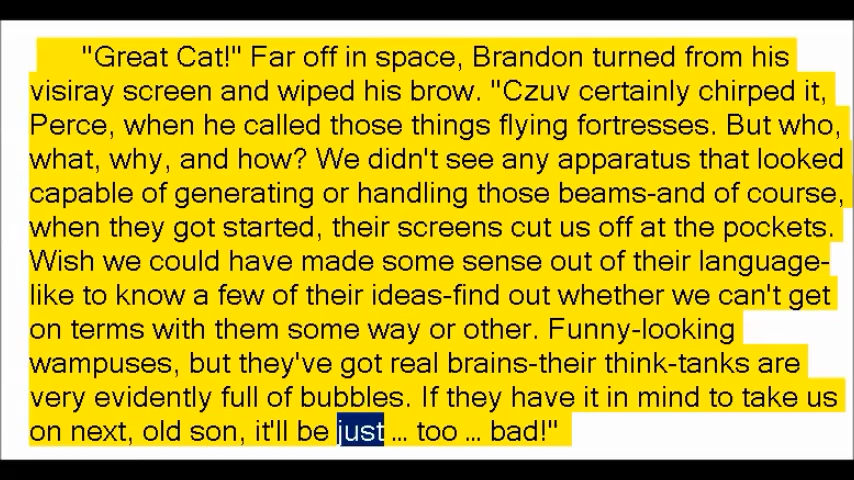 "Great Cat!" Far off in space, Brandon turned from his
visiray screen and wiped his brow. "Czuv certainly chirped it,
Perce, when he called those things flying fortresses. But who,
what, why, and how? We didn't see any apparatus that looked
capable of generating or handling those beams-and of course,
when they got started, their screens cut us off at the pockets.
Wish we could have made some sense out of their language-
like to know a few of their ideas-find out whether we can't get
on terms with them some way or other. Funny-looking
wampuses, but they've got real brains-their think-tanks are
very evidently full of bubbles. If they have it in mind to take us
on next, old son, it'll be just ... too ... bad!"